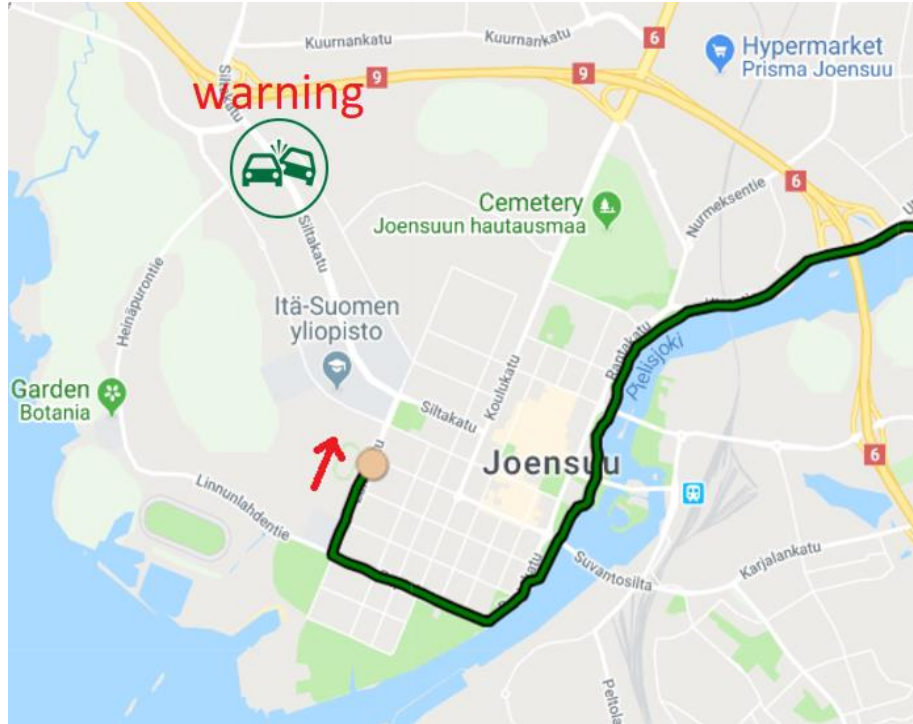 Kuurnankatu
Kuurnankatu
6
Hypermarket
Prisma Joensuu
9
9
Siltakatu
warning
6
Cemetery
Joensuun hautausmaa
Nurmeksentie
Siltakatu
Heinäpurontie
Itä-Suomen
yliopisto
Rantakatu
Pielisjoki
Koulukatu
Garden
Botania
Siltakatu
Joensuu
6
Linnunlahdentie
Suvantosilta
Karjalankatu
Peltola